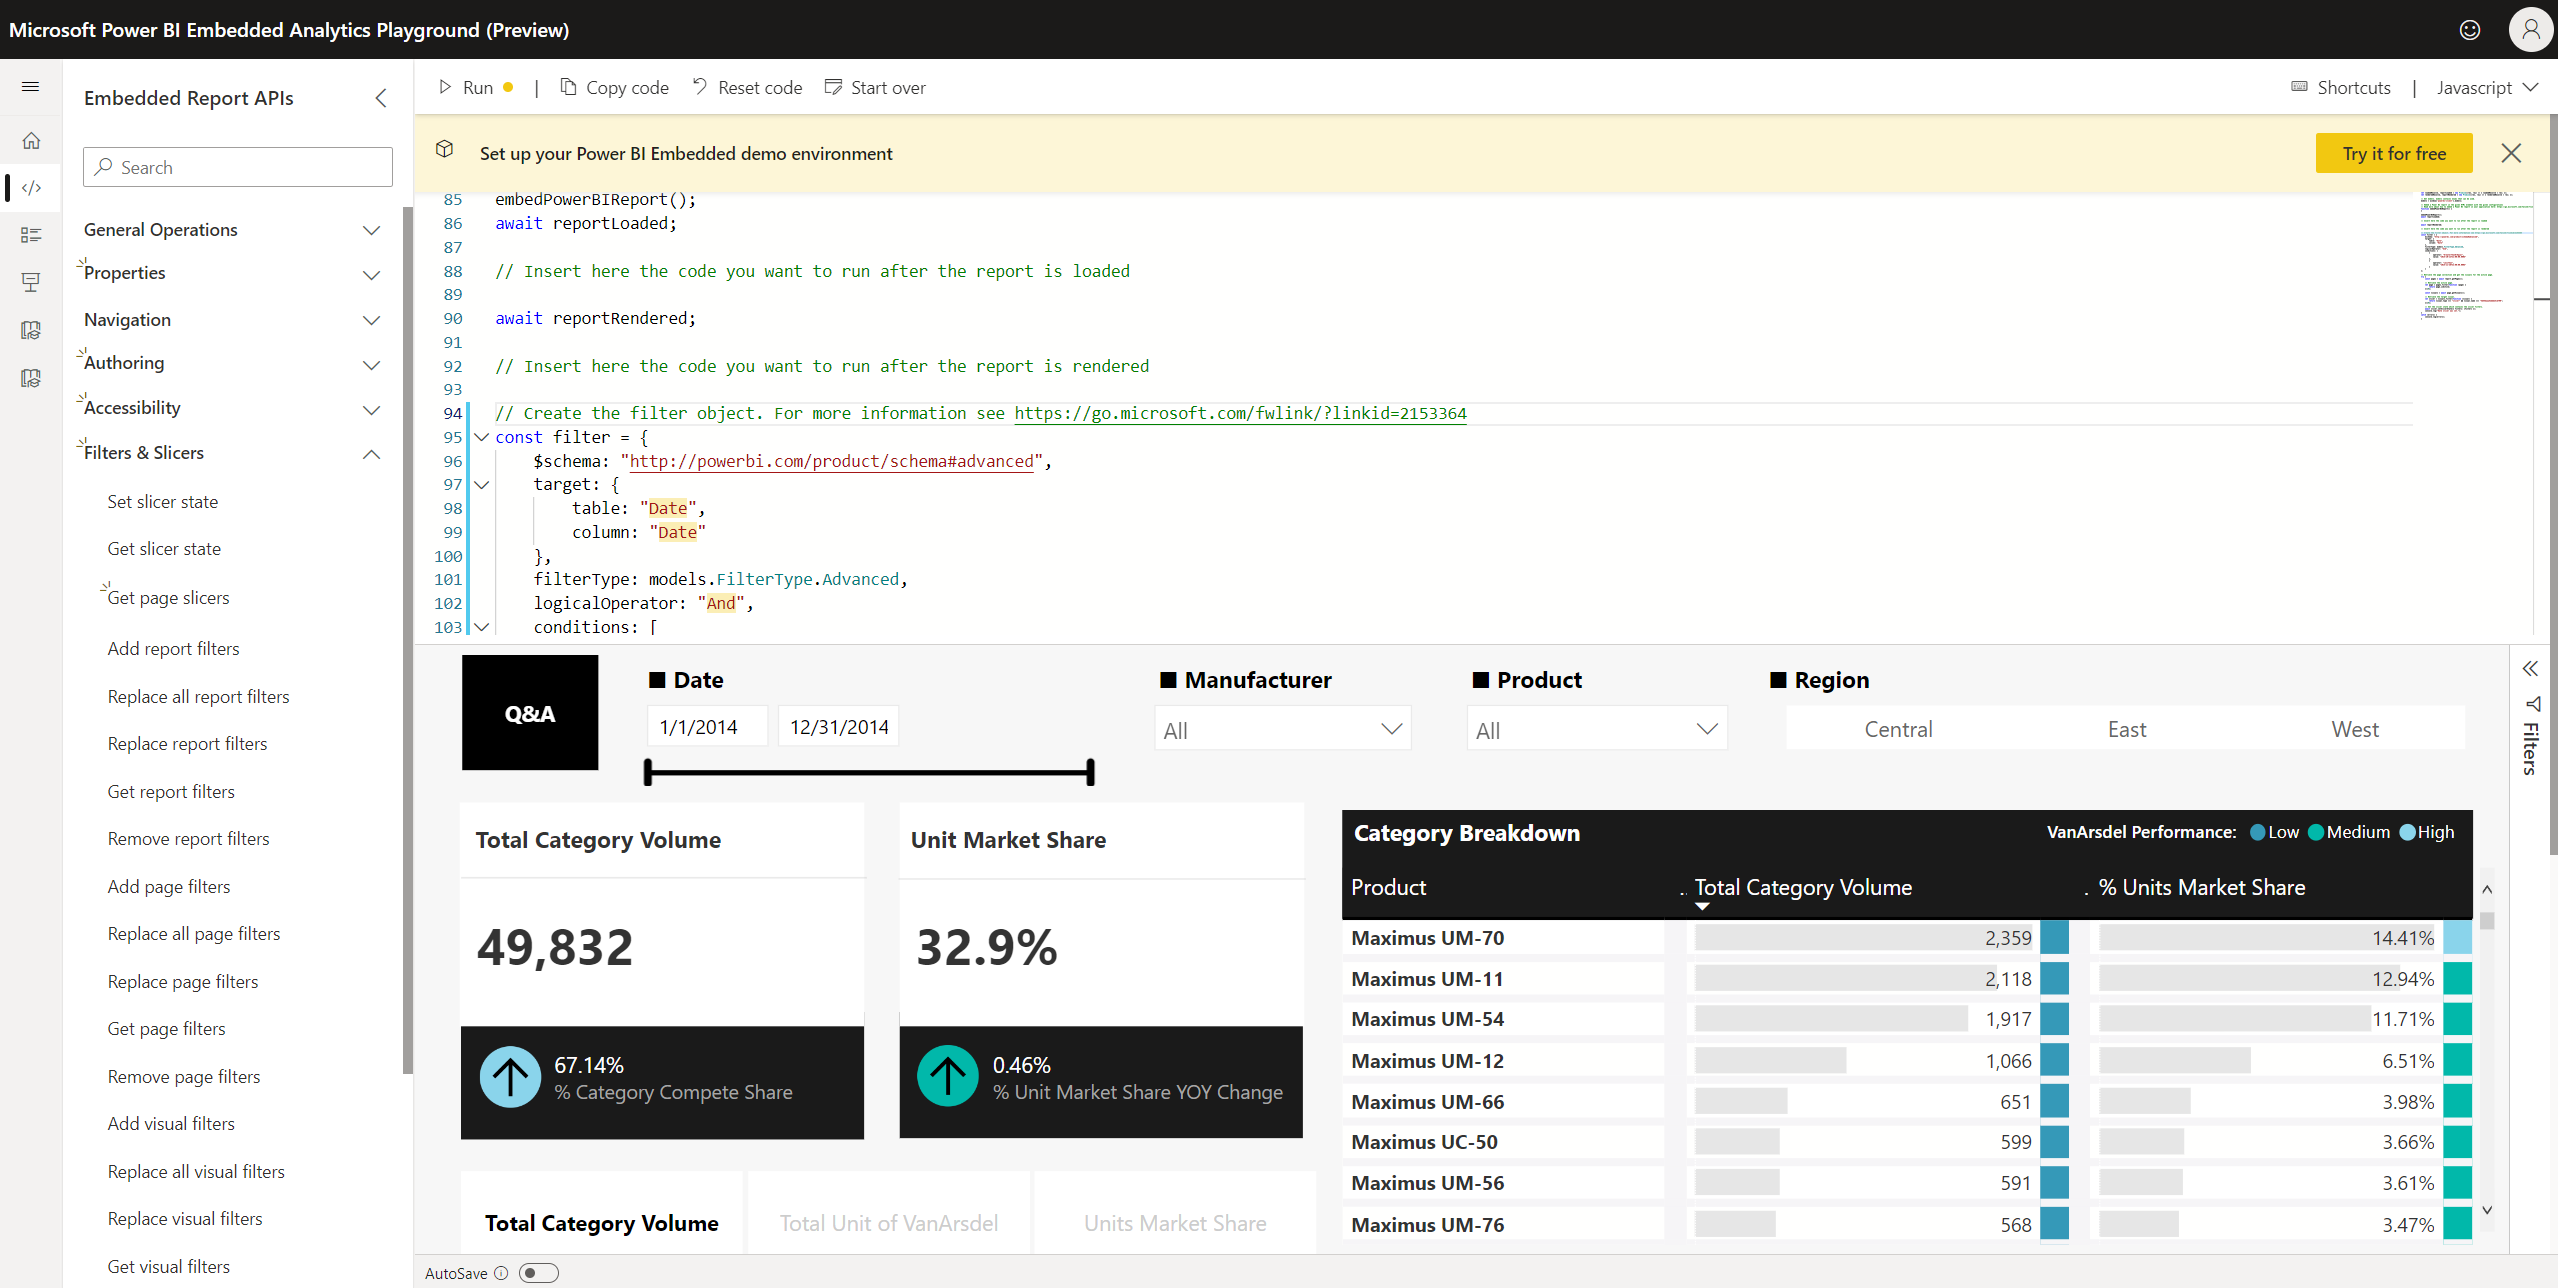 Microsoft Power BI Embedded Analytics Playground (Preview)
Embedded Report APIs
Search
General Operations
Properties
Navigation
Authoring
Accessibility
Filters & Slicers
Set slicer state
Get slicer state
Get page slicers
Add report filters
Replace all report filters
Replace report filters
Get report filters
Remove report filters
Add page filters
Replace all page filters
Replace page filters
Get page filters
Remove page filters
Add visual filters
Replace all visual filters
Replace visual filters
Get visual filters
Run | Copy code Reset code Start over
Shortcuts | Javascript
Set up your Power BI Embedded demo environment
Try it for free
85 embedPowerBIReport();
86 await reportLoaded;
87
88 // Insert here the code you want to run after the report is loaded
89
90 await reportRendered;
91
92 // Insert here the code you want to run after the report is rendered
93
94 // Create the filter object. For more information see https://go.microsoft.com/fwlink/?linkid=2153364
95 const filter = {
96 $schema: "http://powerbi.com/product/schema#advanced",
97 target: {
98 table: "Date",
99 column: "Date"
100 },
101 filterType: models.FilterType.Advanced,
102 logicalOperator: "And",
103 conditions: [
Q&A
Date
1/1/2014 12/31/2014
Manufacturer
All
Product
All
Region
Central East West
Filters
Total Category Volume
49,832
67.14%
% Category Compete Share
Unit Market Share
32.9%
0.46%
% Unit Market Share YOY Change
Total Category Volume Total Unit of VanArsdel Units Market Share
Category Breakdown
VanArsdel Performance: Low Medium High
Product .. Total Category Volume . % Units Market Share
Maximus UM-70 2,359 14.41%
Maximus UM-11 2,118 12.94%
Maximus UM-54 1,917 11.71%
Maximus UM-12 1,066 6.51%
Maximus UM-66 651 3.98%
Maximus UC-50 599 3.66%
Maximus UM-56 591 3.61%
Maximus UM-76 568 3.47%
AutoSave